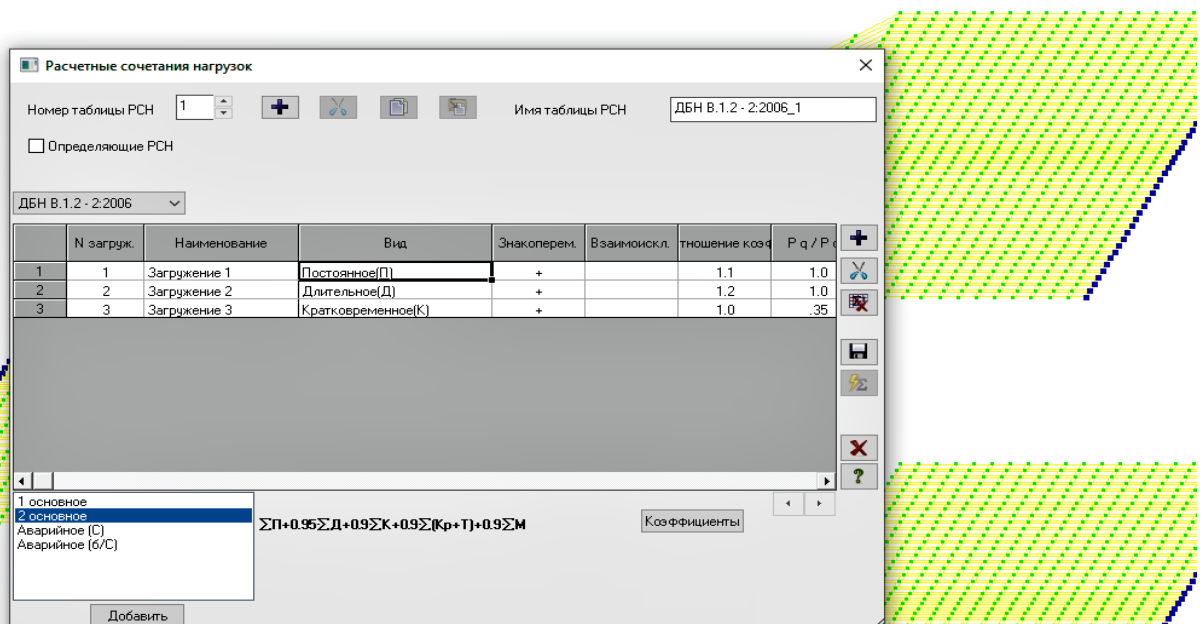 Расчетные сочетания нагрузок
Номер таблицы РСН 1 Имя таблицы РСН ДБН В.1.2 - 2:2006_1
Определяющие РСН
ДБН В.1.2 - 2:2006
N загруж. Наименование Вид Знакоперем. Взаимоискл. тношение коэф P q / P
1 1 Загружение 1 Постоянное(П) + 1.1 1.0
2 2 Загружение 2 Длительное(Д) + 1.2 1.0
3 3 Загружение 3 Кратковременное(К) + 1.0 .35
1 основное
2 основное
Аварийное (С)
Аварийное (б/С)
∑П+0.95∑Д+0.9∑К+0.9∑(Кр+Т)+0.9∑М
Коэффициенты
Добавить